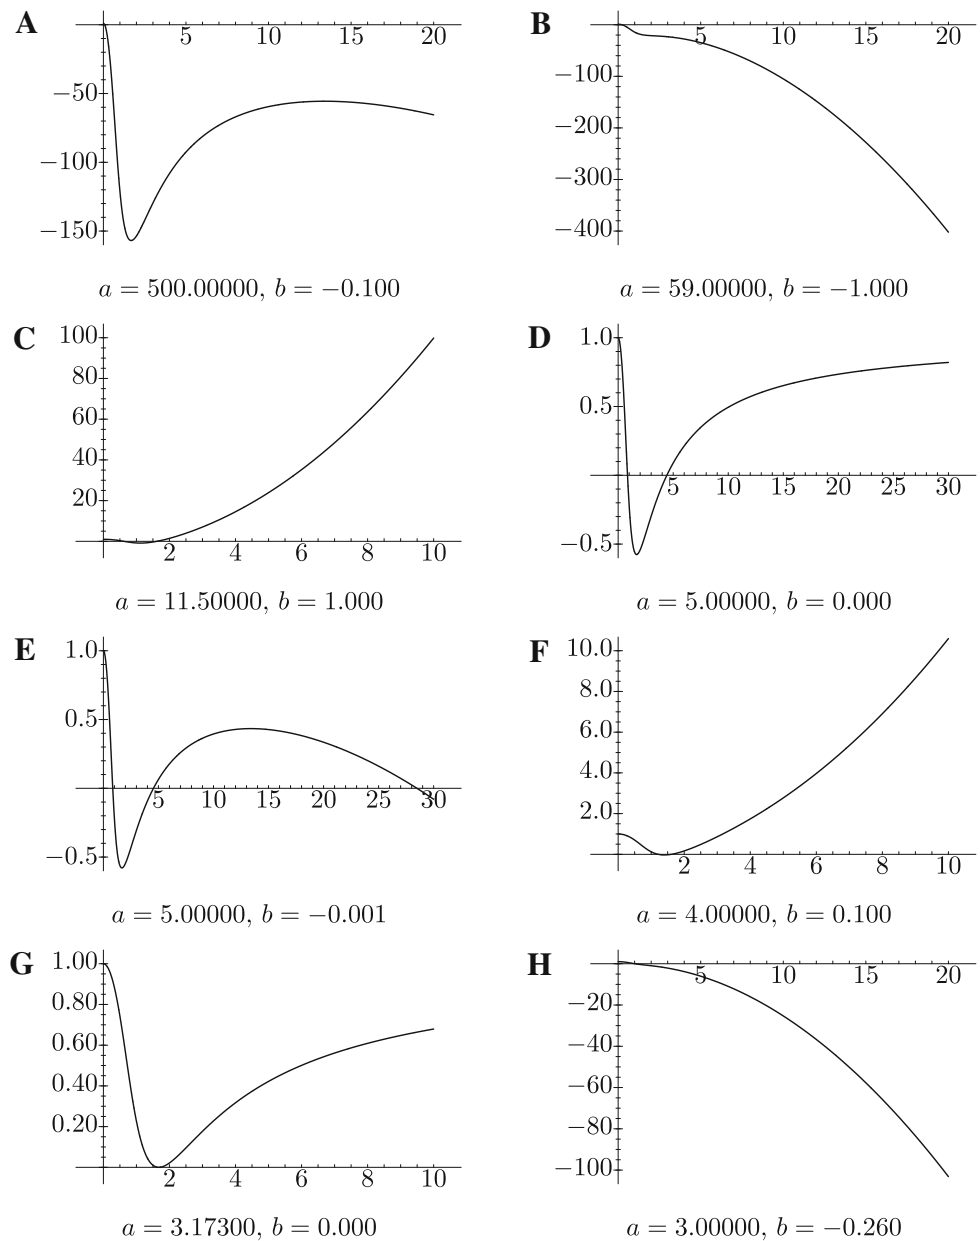 A
5 10 15 20
−50
−100
−150
a = 500.00000, b = −0.100
B
5 10 15 20
−100
−200
−300
−400
a = 59.00000, b = −1.000
C
100
80
60
40
20
2 4 6 8 10
a = 11.50000, b = 1.000
D
1.0
0.5
5 10 15 20 25 30
−0.5
a = 5.00000, b = 0.000
E
1.0
0.5
5 10 15 20 25 30
−0.5
a = 5.00000, b = −0.001
F
10.0
8.0
6.0
4.0
2.0
2 4 6 8 10
a = 4.00000, b = 0.100
G
1.00
0.80
0.60
0.40
0.20
2 4 6 8 10
a = 3.17300, b = 0.000
H
5 10 15 20
−20
−40
−60
−80
−100
a = 3.00000, b = −0.260